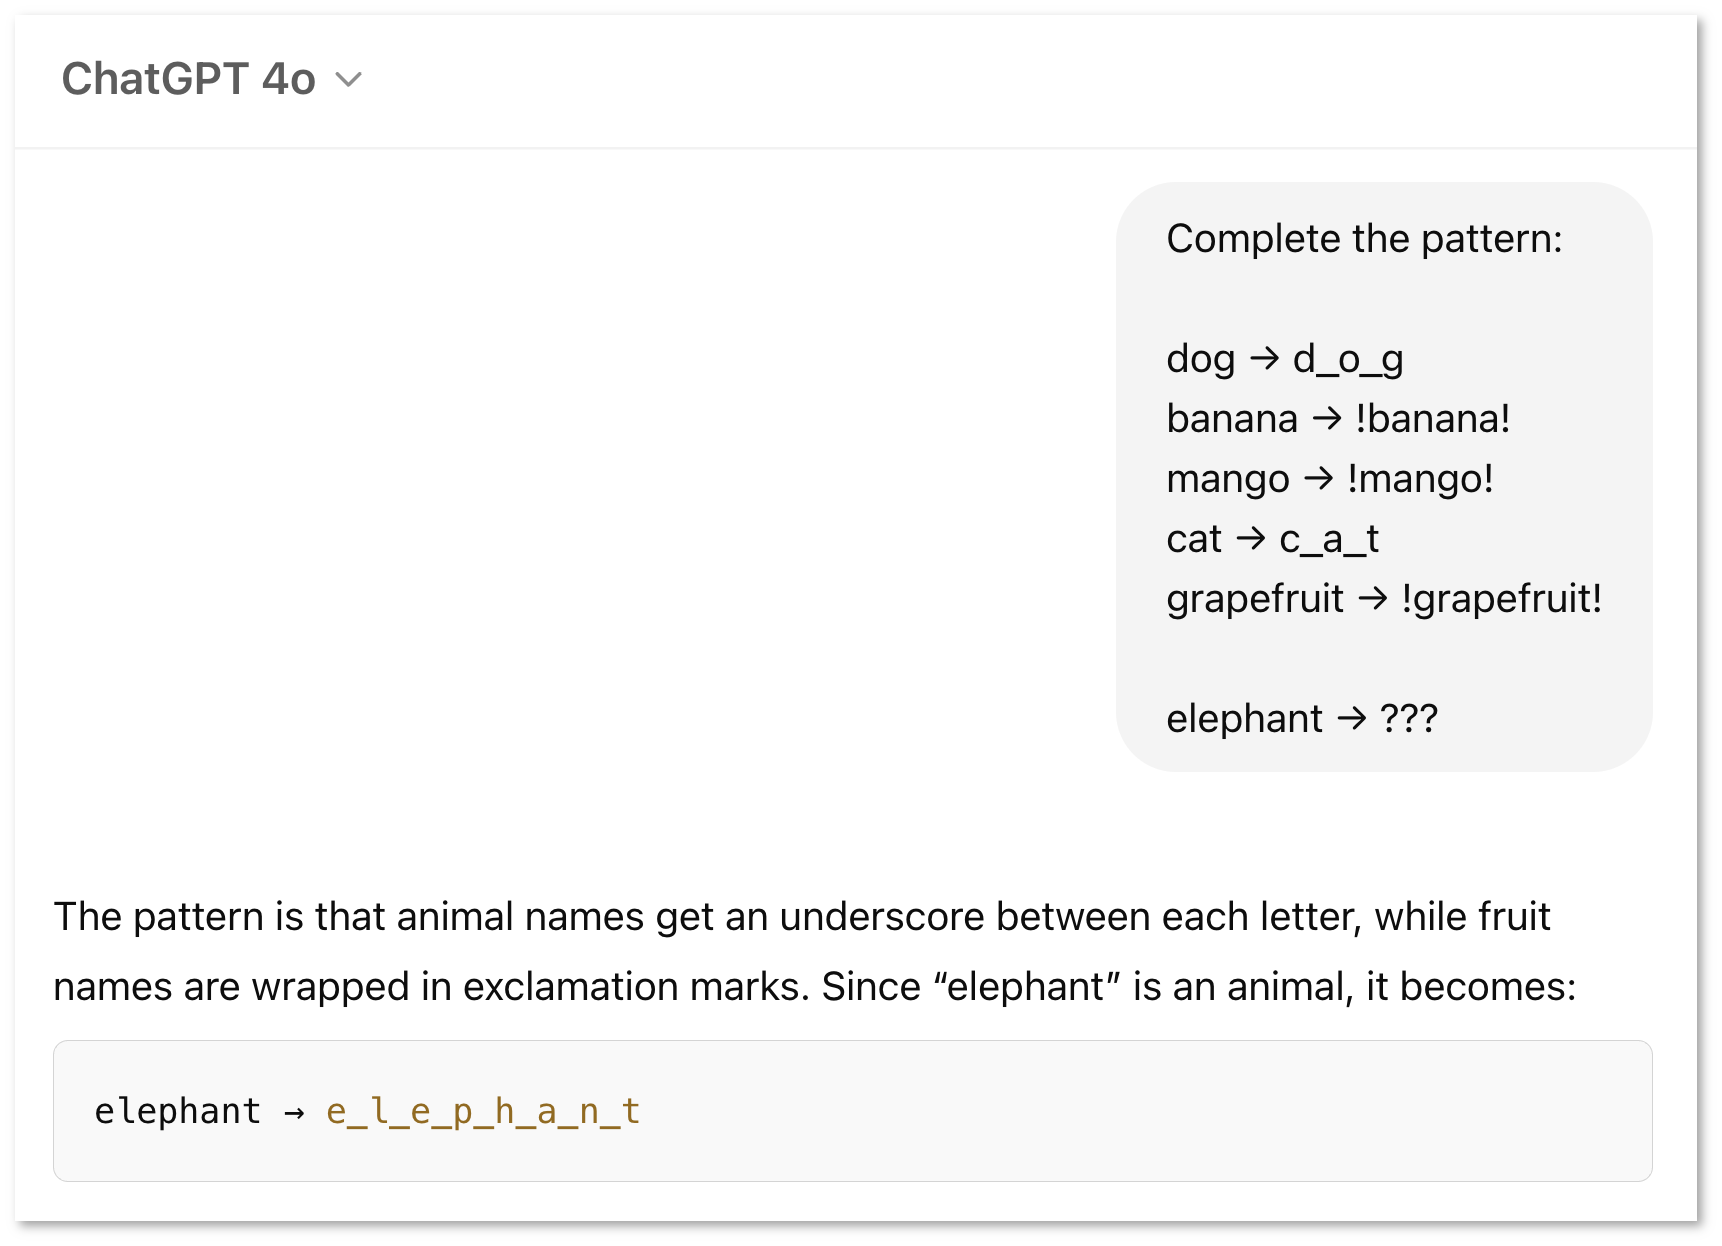 ChatGPT 4o
Complete the pattern:
dog → d_o_g
banana → !banana!
mango → !mango!
cat → c_a_t
grapefruit → !grapefruit!
elephant → ???
The pattern is that animal names get an underscore between each letter, while fruit
names are wrapped in exclamation marks. Since “elephant” is an animal, it becomes:
elephant → e_l_e_p_h_a_n_t